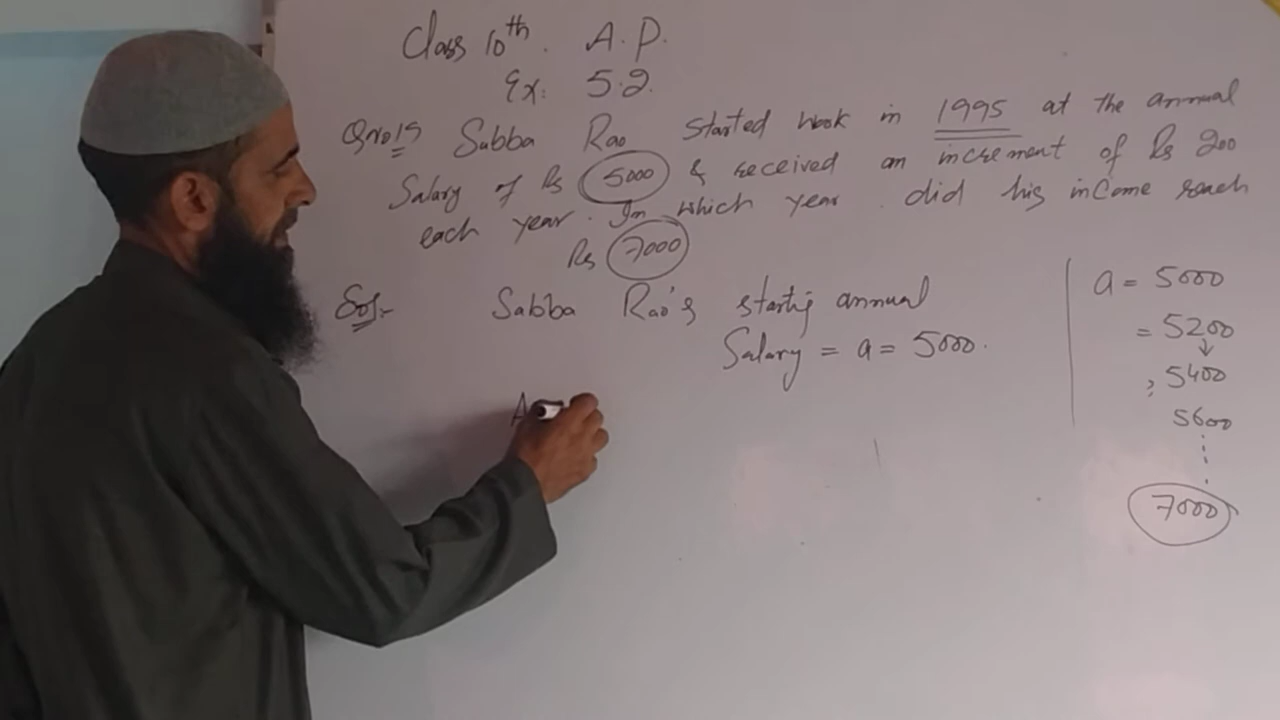 Class 10th. A.P.
Ex: 5.2.
Qno 19 Subba Rao started work in 1995 at the annual
Salary of Rs 5000 & received an increment of Rs 200
each year. In which year did his income reach
Rs 7000
Sol:- Subba Rao's starting annual
Salary = a = 5000.
A
a = 5000
= 5200
↓
, 5400
5600
7000